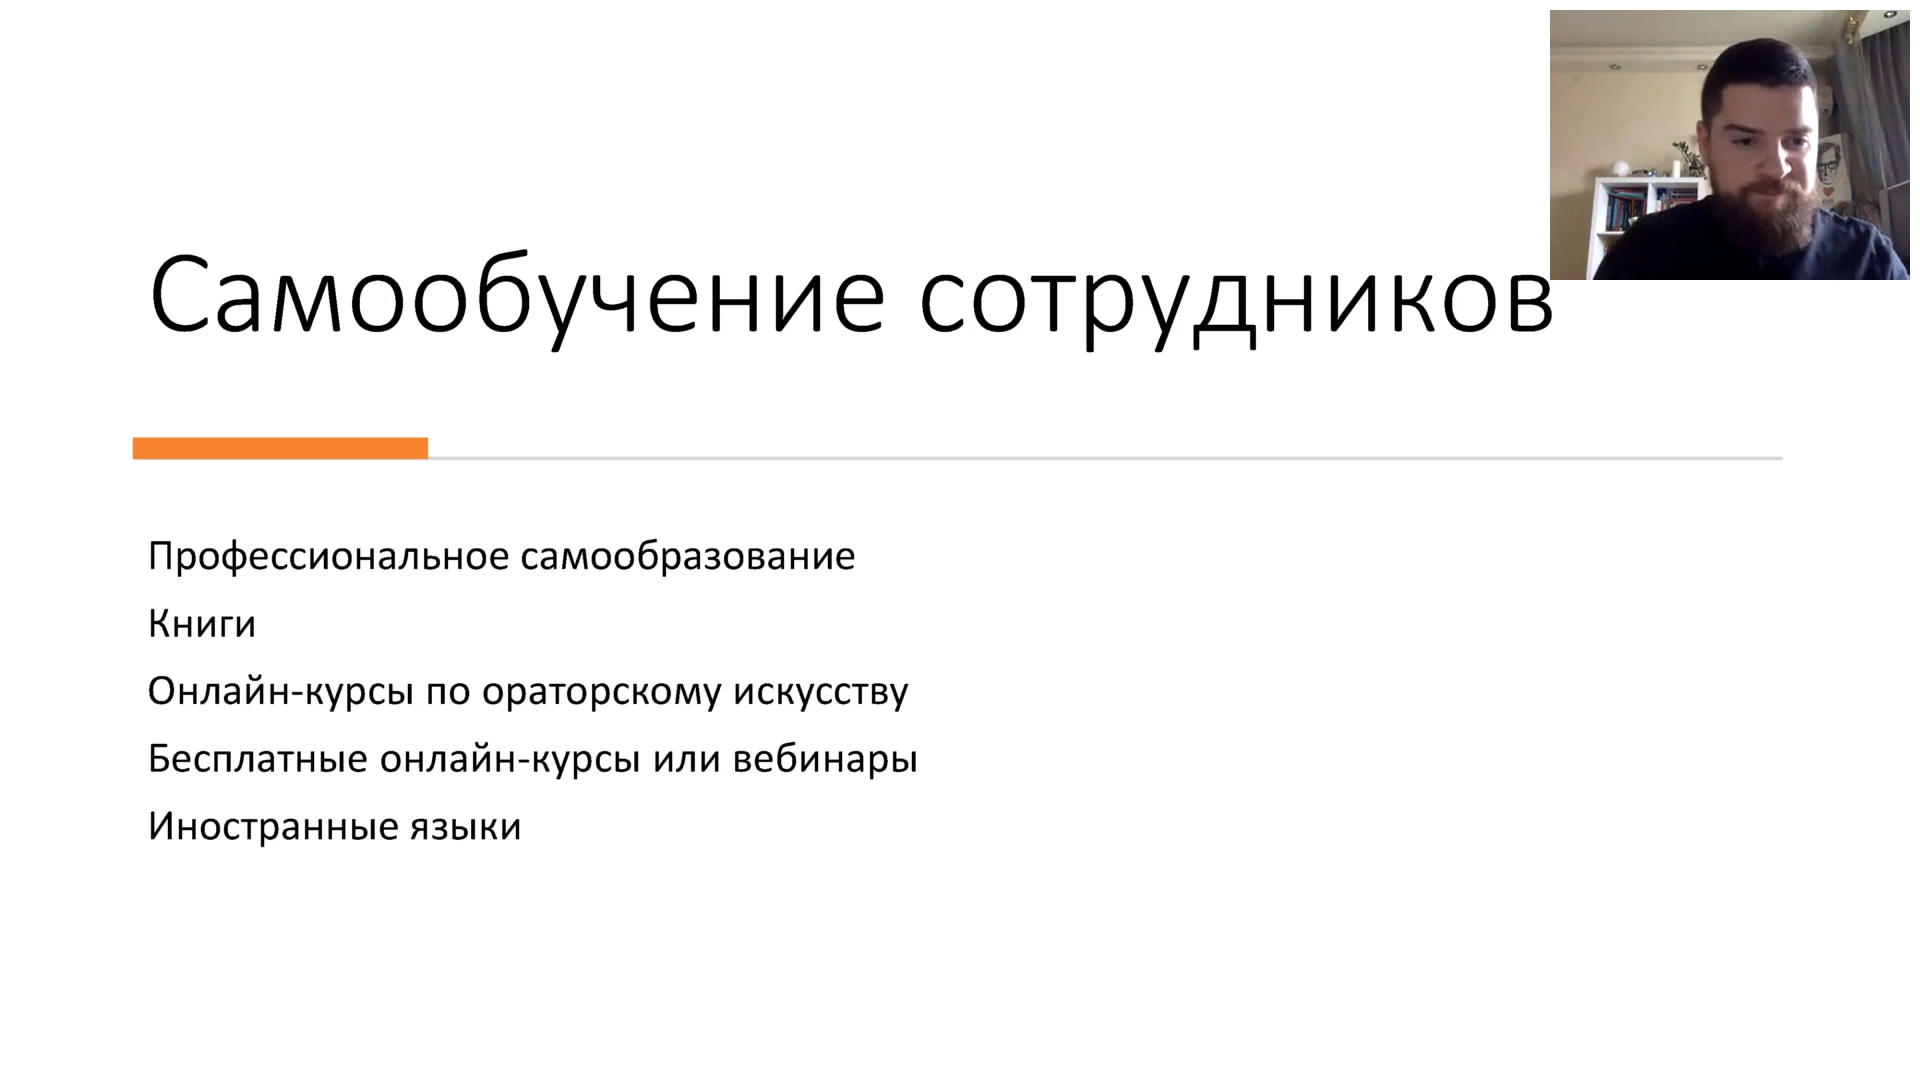 Самообучение сотрудников
Профессиональное самообразование
Книги
Онлайн-курсы по ораторскому искусству
Бесплатные онлайн-курсы или вебинары
Иностранные языки